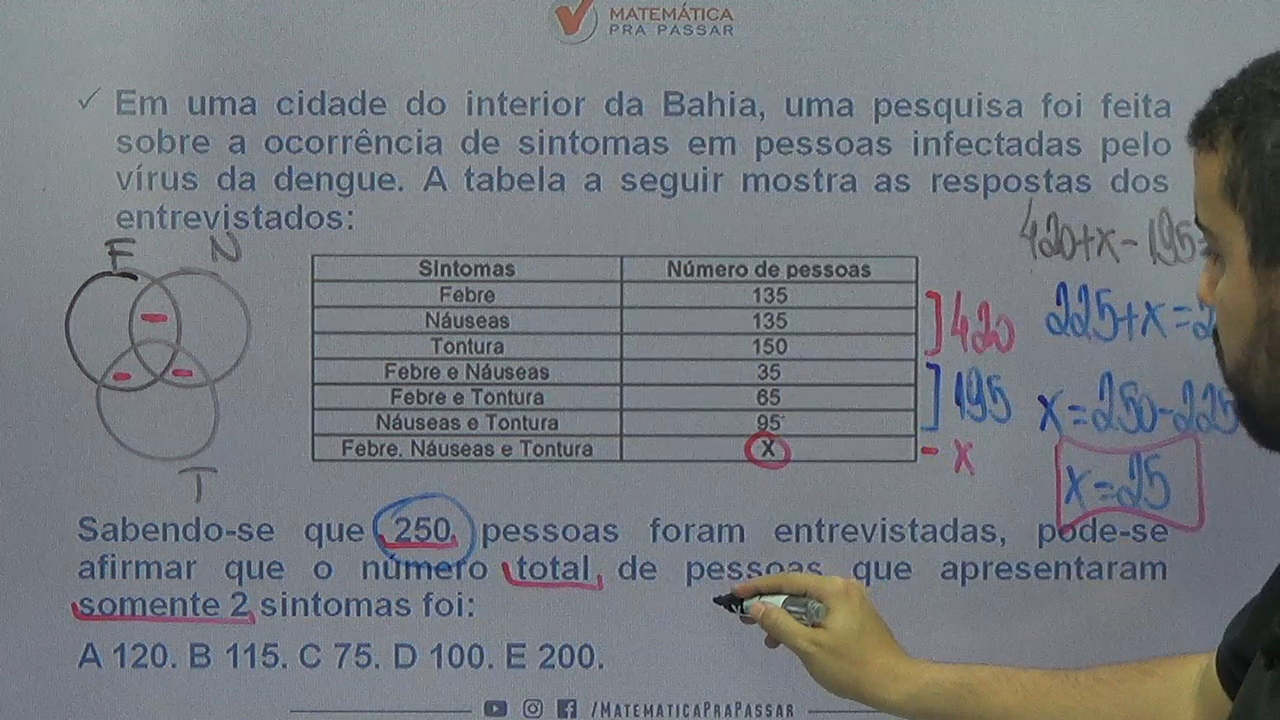 MATEMÁTICA
PRA PASSAR
✓ Em uma cidade do interior da Bahia, uma pesquisa foi feita
sobre a ocorrência de sintomas em pessoas infectadas pelo
vírus da dengue. A tabela a seguir mostra as respostas dos
entrevistados:
F N
T
Sintomas Número de pessoas
Febre 135
Náuseas 135
Tontura 150
Febre e Náuseas 35
Febre e Tontura 65
Náuseas e Tontura 95
Febre, Náuseas e Tontura X
]420
]195
- x
420+x-195=
225+x=2
x=250-225
x=25
Sabendo-se que 250, pessoas foram entrevistadas, pode-se
afirmar que o número total, de pessoas que apresentaram
somente 2 sintomas foi:
A 120. B 115. C 75. D 100. E 200.
/MATEMATICAPRAPASSAR